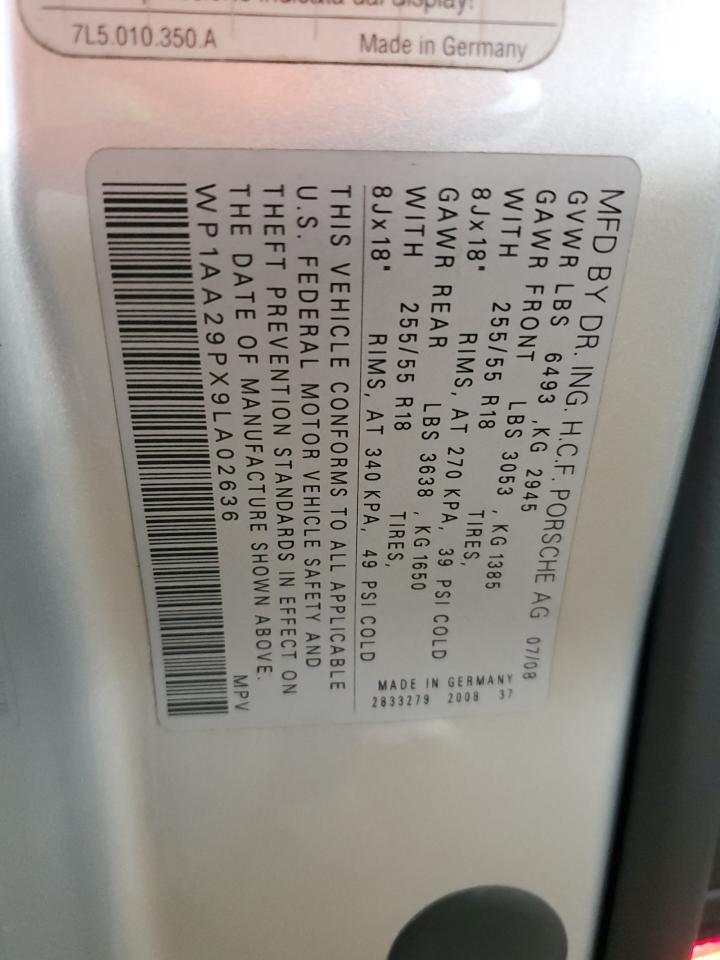 7L5.010.350.A Made in Germany
MFD BY DR. ING. H.C.F. PORSCHE AG 07/08
GVWR LBS 6493 ,KG 2945
GAWR FRONT LBS 3053 , KG 1385
WITH 255/55 R18 TIRES,
8Jx18" RIMS, AT 270 KPA, 39 PSI COLD
GAWR REAR LBS 3638 , KG 1650
WITH 255/55 R18 TIRES,
8Jx18" RIMS, AT 340 KPA, 49 PSI COLD
MADE IN GERMANY
2833279 2008 37
THIS VEHICLE CONFORMS TO ALL APPLICABLE
U.S. FEDERAL MOTOR VEHICLE SAFETY AND
THEFT PREVENTION STANDARDS IN EFFECT ON
THE DATE OF MANUFACTURE SHOWN ABOVE.
WP1AA29PX9LA02636 MPV